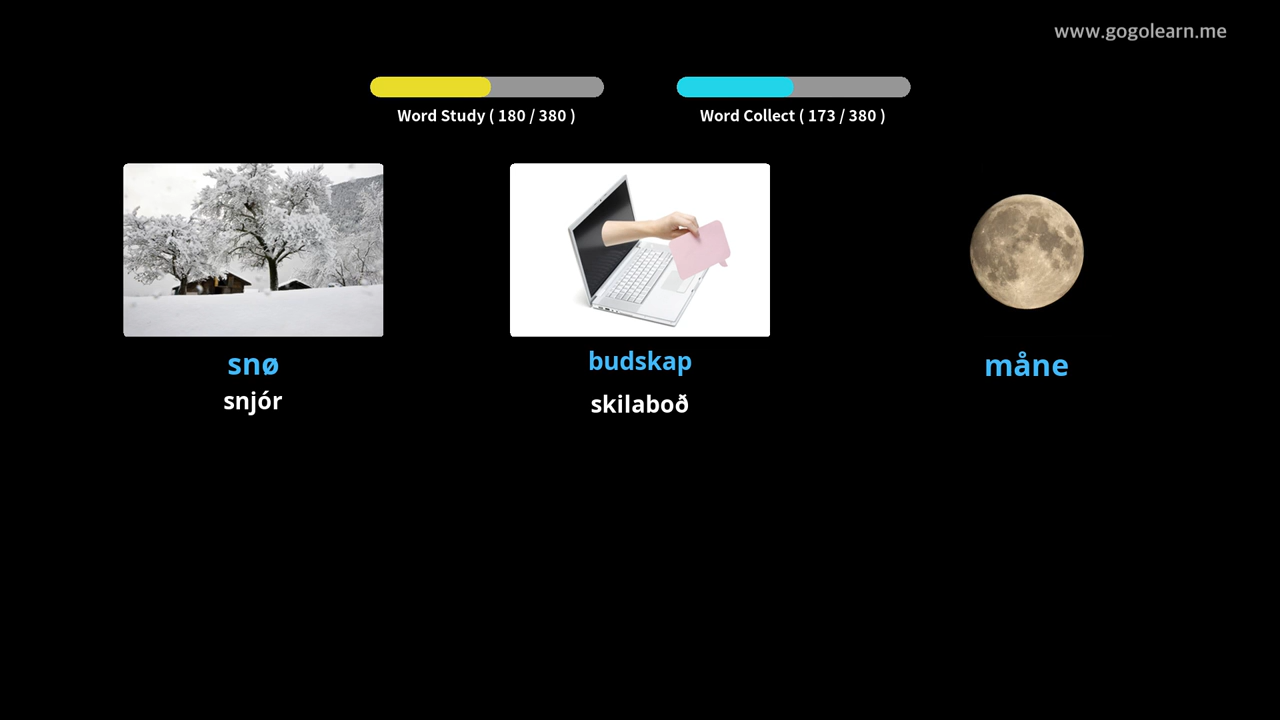 www.gogolearn.me
Word Study ( 180 / 380 )
Word Collect ( 173 / 380 )
snø
snjór
budskap
skilaboð
måne